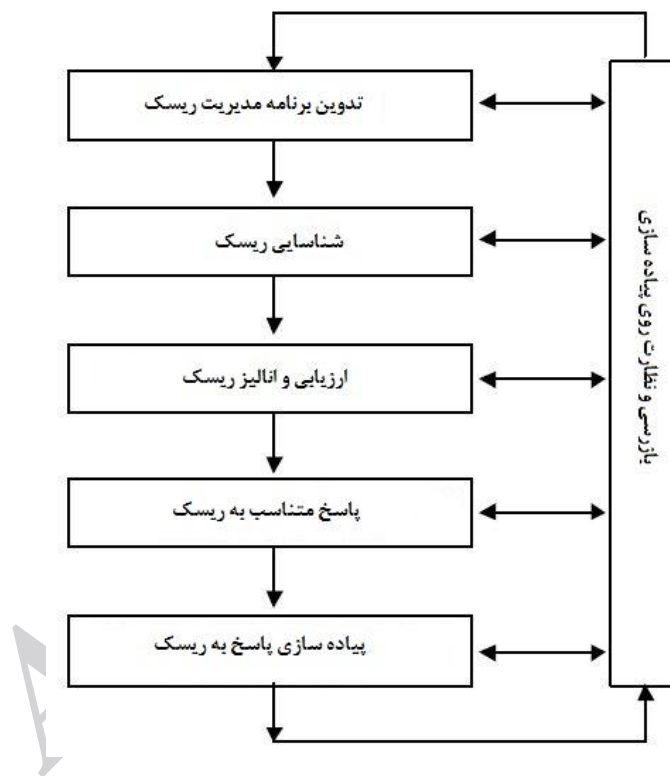 تدوین برنامه مدیریت ریسک
شناسایی ریسک
ارزیابی و انالیز ریسک
پاسخ متناسب به ریسک
پیاده سازی پاسخ به ریسک
بازرسی و نظارت روی پیاده سازی